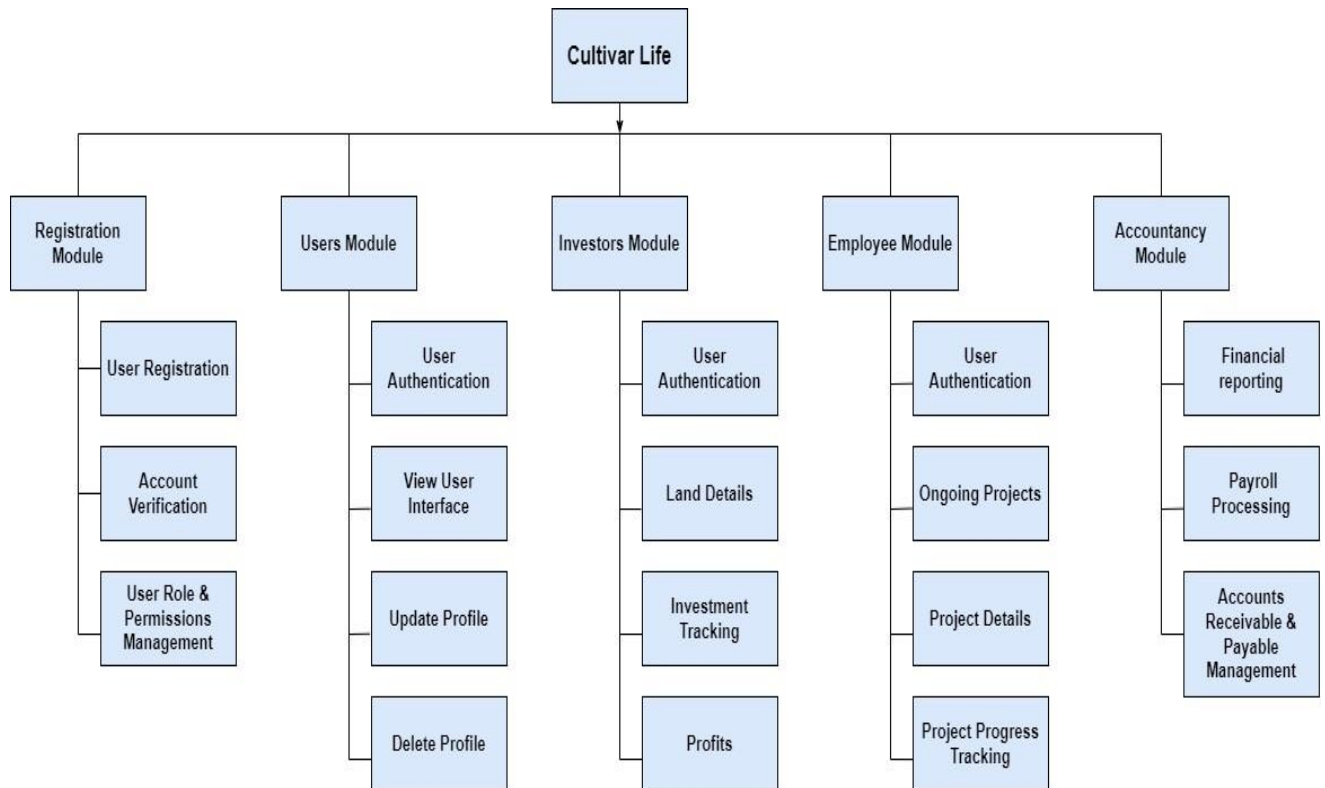 Cultivar Life
Registration
Module
Users Module
Investors Module
Employee Module
Accountancy
Module
User Registration
Account
Verification
User Role &
Permissions
Management
User
Authentication
View User
Interface
Update Profile
Delete Profile
User
Authentication
Land Details
Investment
Tracking
Profits
User
Authentication
Ongoing Projects
Project Details
Project Progress
Tracking
Financial
reporting
Payroll
Processing
Accounts
Receivable &
Payable
Management